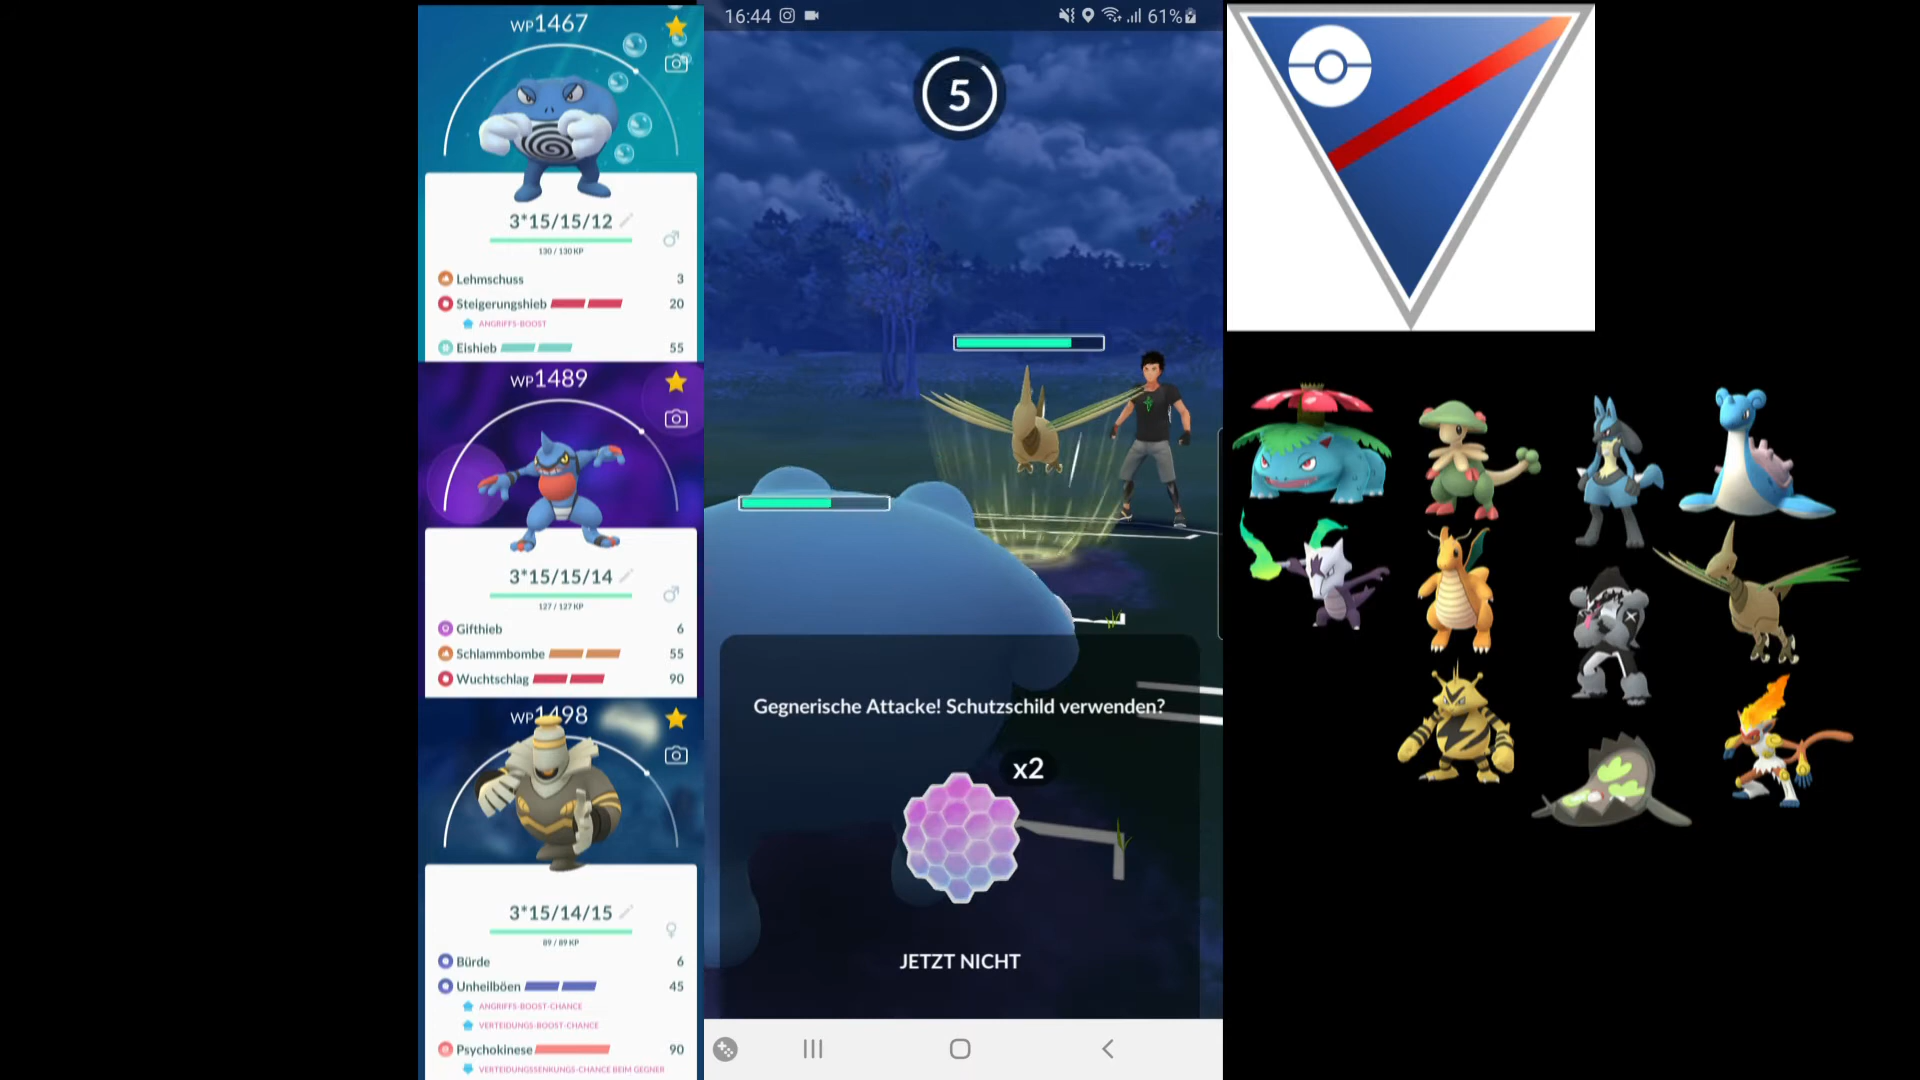 WP1467
3*15/15/12
130 / 130 KP
Lehmschuss 3
Steigerungshieb 20
ANGRIFFS-BOOST
Eishieb 55
WP1489
3*15/15/14
127 / 127 KP
Gifthieb 6
Schlammbombe 55
Wuchtschlag 90
WP1498
3*15/14/15
89 / 89 KP
Bürde 6
Unheilböen 45
ANGRIFFS-BOOST-CHANCE
VERTEIDUNGS-BOOST-CHANCE
Psychokinese 90
VERTEIDUNGSSENKUNGS-CHANCE BEIM GEGNER
16:44
61%
5
Gegnerische Attacke! Schutzschild verwenden?
x2
JETZT NICHT